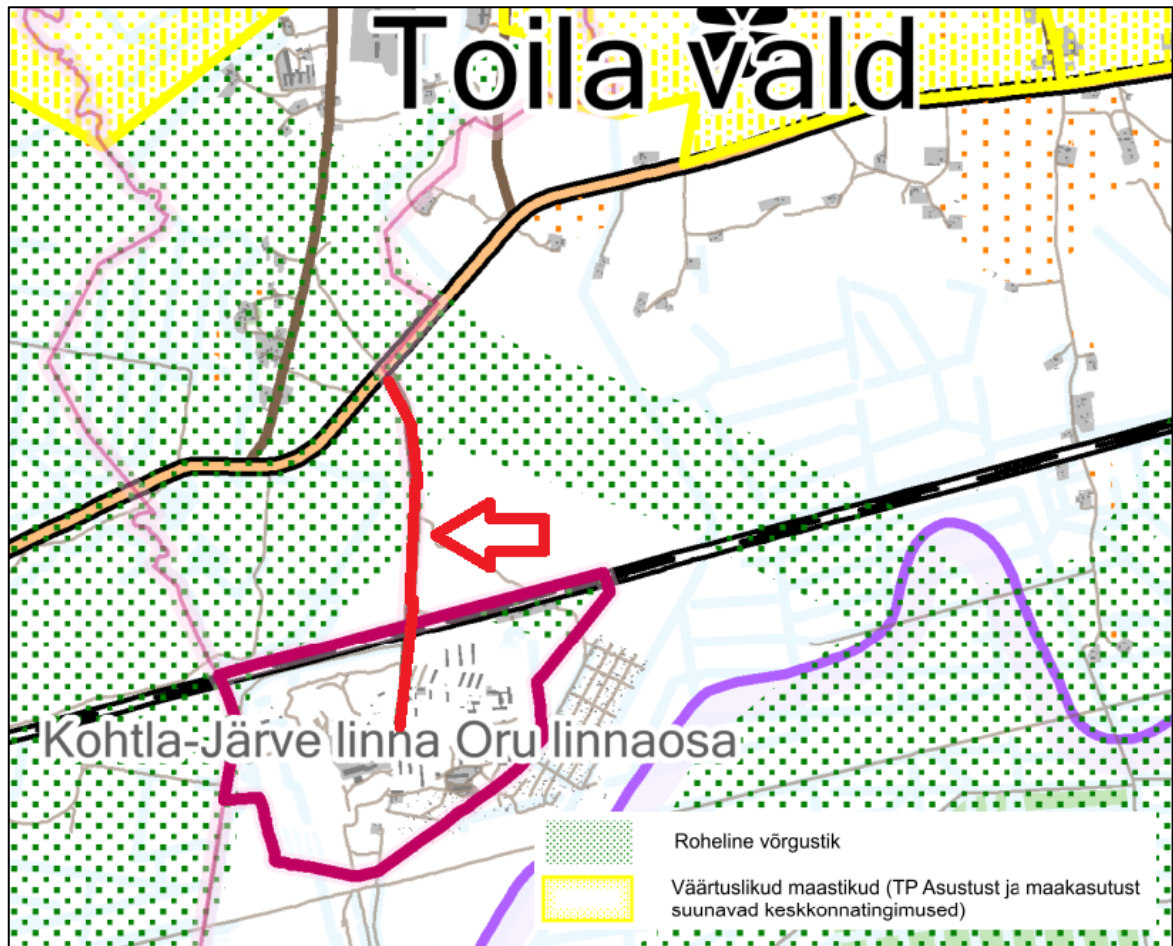 Toila vald
Kohtla-Järve linna Oru linnaosa
Roheline võrgustik
Väärtuslikud maastikud (TP Asustust ja maakasutust
suunavad keskkonnatingimused)